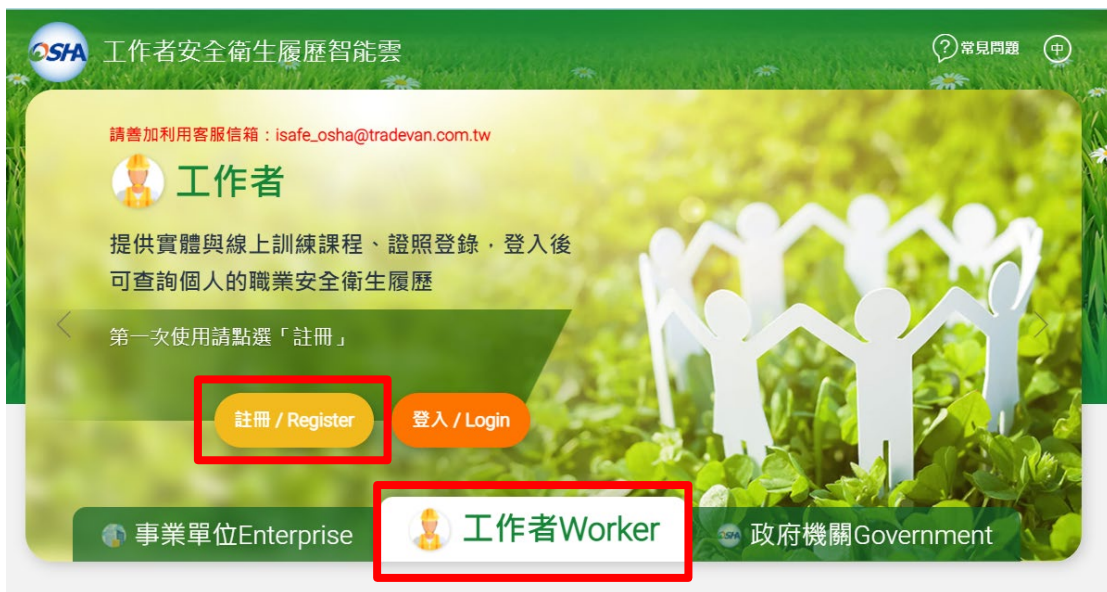 OSHA 工作者安全衛生履歷智能雲
?常見問題 中
請善加利用客服信箱：isafe_osha@tradevan.com.tw
工作者
提供實體與線上訓練課程、證照登錄，登入後
可查詢個人的職業安全衛生履歷
第一次使用請點選「註冊」
註冊 / Register 登入 / Login
事業單位Enterprise 工作者Worker OSHA 政府機關Government